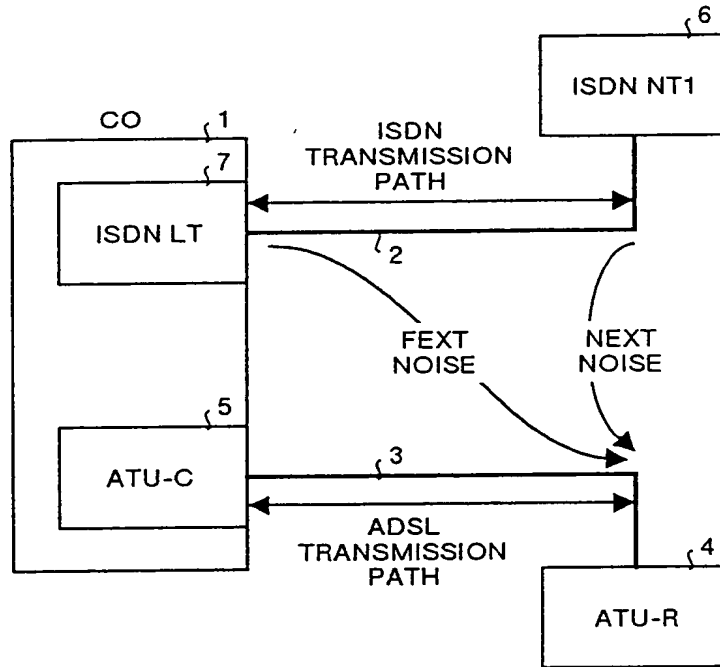 6
ISDN NT1
CO
1
ISDN
TRANSMISSION
PATH
7
ISDN LT
2
FEXT
NOISE
NEXT
NOISE
5
ATU-C
3
ADSL
TRANSMISSION
PATH
4
ATU-R